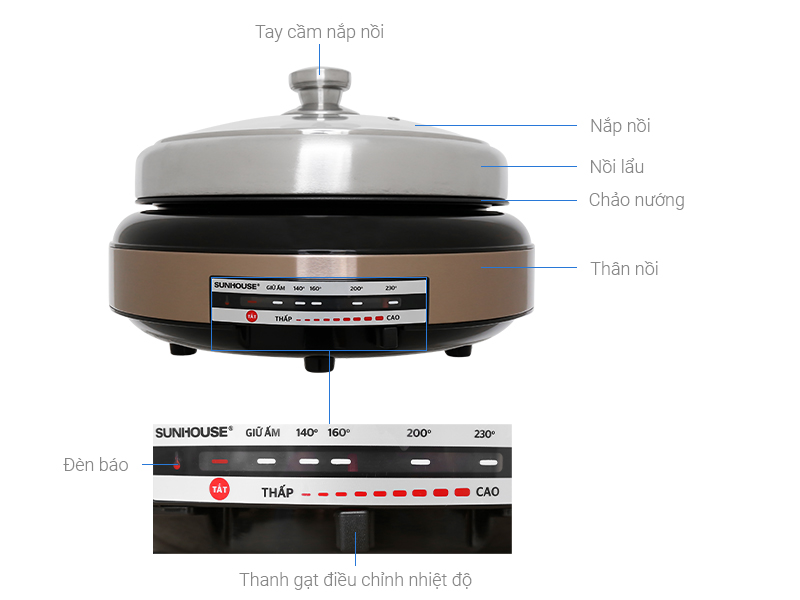 Tay cầm nắp nồi
Nắp nồi
Nồi lẩu
Chảo nướng
Thân nồi
SUNHOUSE® GIỮ ẤM 140° 160° 200° 230°
TẮT THẤP CAO
SUNHOUSE® GIỮ ẤM 140° 160° 200° 230°
Đèn báo
TẮT THẤP CAO
Thanh gạt điều chỉnh nhiệt độ